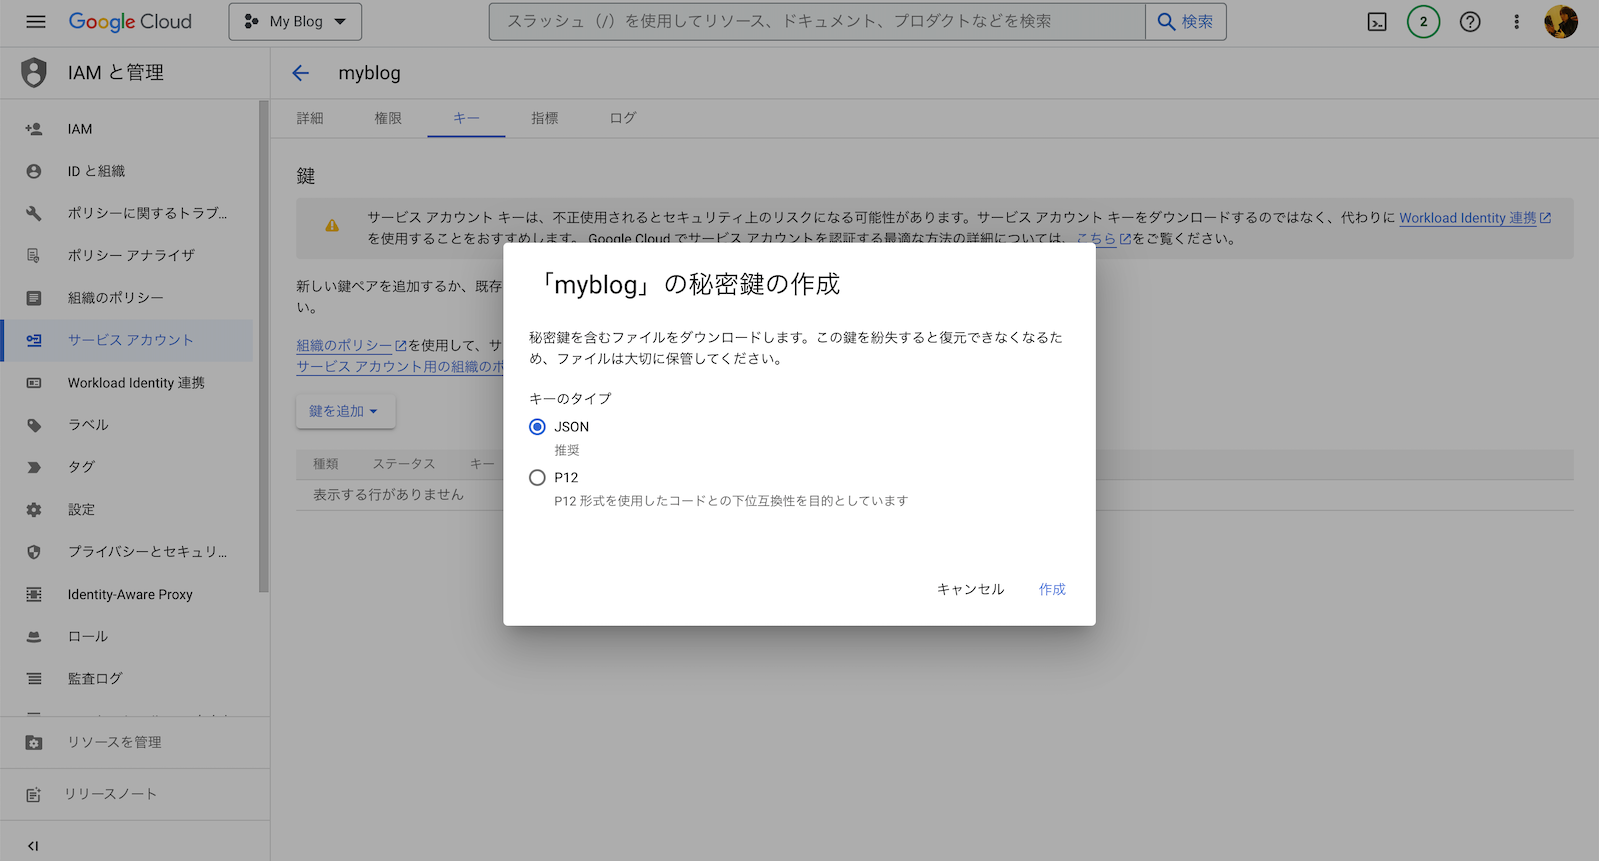 Google Cloud
My Blog
スラッシュ（/）を使用してリソース、ドキュメント、プロダクトなどを検索
検索
2
IAM と管理
myblog
詳細
権限
キー
指標
ログ
IAM
ID と組織
ポリシーに関するトラブ...
ポリシー アナライザ
組織のポリシー
サービス アカウント
Workload Identity 連携
ラベル
タグ
設定
プライバシーとセキュリ...
Identity-Aware Proxy
ロール
監査ログ
リソースを管理
リリースノート
鍵
サービス アカウント キーは、不正使用されるとセキュリティ上のリスクになる可能性があります。サービス アカウント キーをダウンロードするのではなく、代わりに Workload Identity 連携
を使用することをおすすめします。 Google Cloud でサービス アカウントを認証する最適な方法の詳細については、こちらをご覧ください。
新しい鍵ペアを追加するか、既存
い。
組織のポリシーを使用して、サ
サービス アカウント用の組織のポ
鍵を追加
種類
ステータス
キー
表示する行がありません
「myblog」の秘密鍵の作成
秘密鍵を含むファイルをダウンロードします。この鍵を紛失すると復元できなくなるた
め、ファイルは大切に保管してください。
キーのタイプ
JSON
推奨
P12
P12 形式を使用したコードとの下位互換性を目的としています
キャンセル
作成